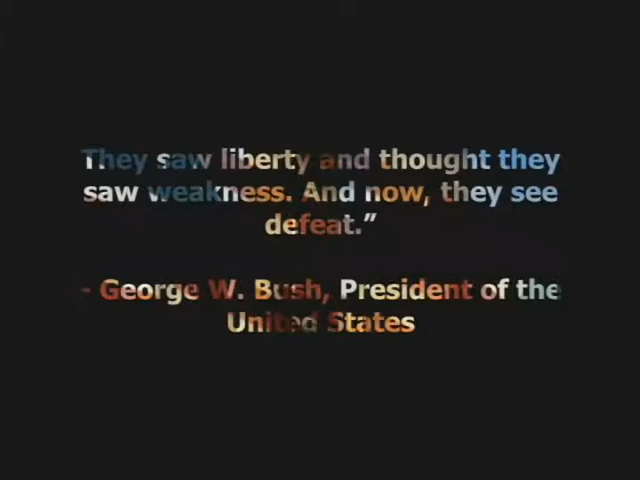 They saw liberty and thought they
saw weakness. And now, they see
defeat.”
- George W. Bush, President of the
United States